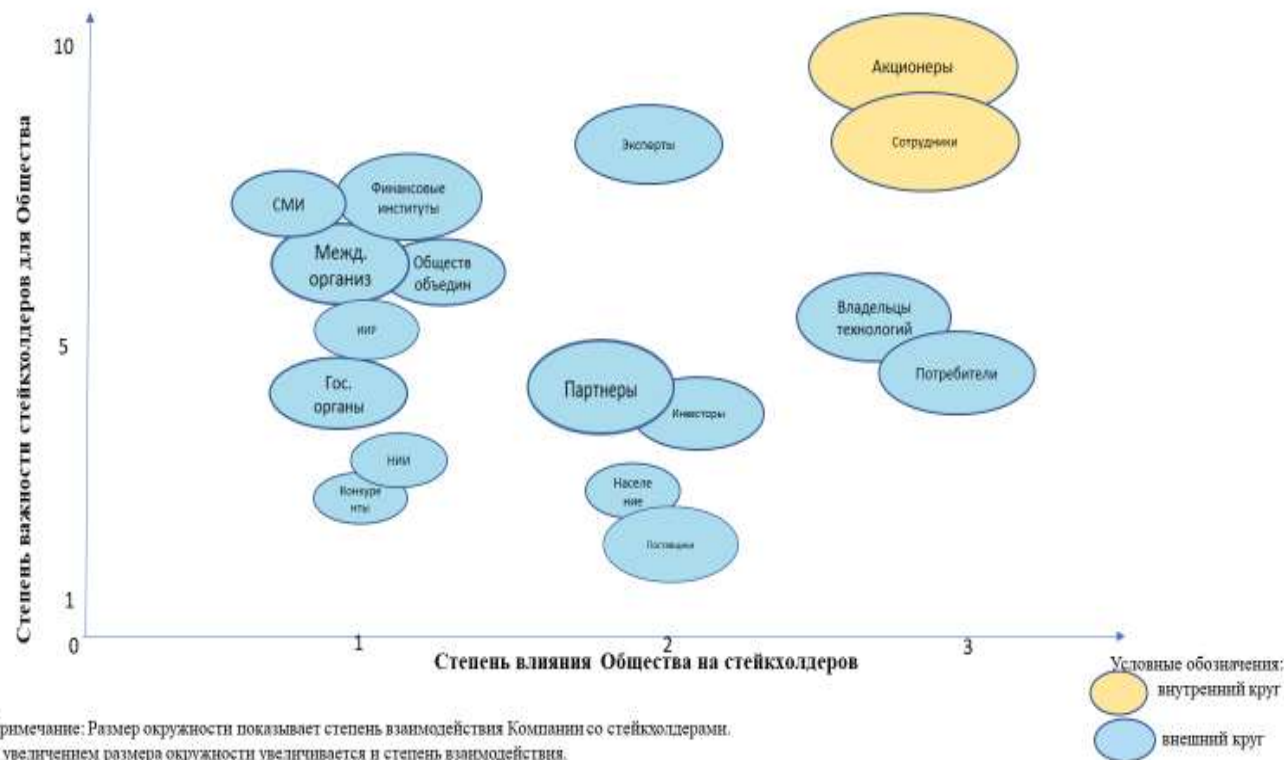 Степень важности стейкхолдеров для Общества
10
5
1
0
Акционеры
Сотрудники
Эксперты
СМИ
Финансовые
институты
Межд.
организ
Обществ
объедин
ИИР
Гос.
органы
НИИ
Конкуре
нты
Владельцы
технологий
Потребители
Партнеры
Инвесторы
Населе
ние
Поставщики
1
2
3
Степень влияния Общества на стейкхолдеров
Условные обозначения:
внутренний круг
внешний круг
римечание: Размер окружности показывает степень взаимодействия Компании со стейкхолдерами.
увеличением размера окружности увеличивается и степень взаимодействия.